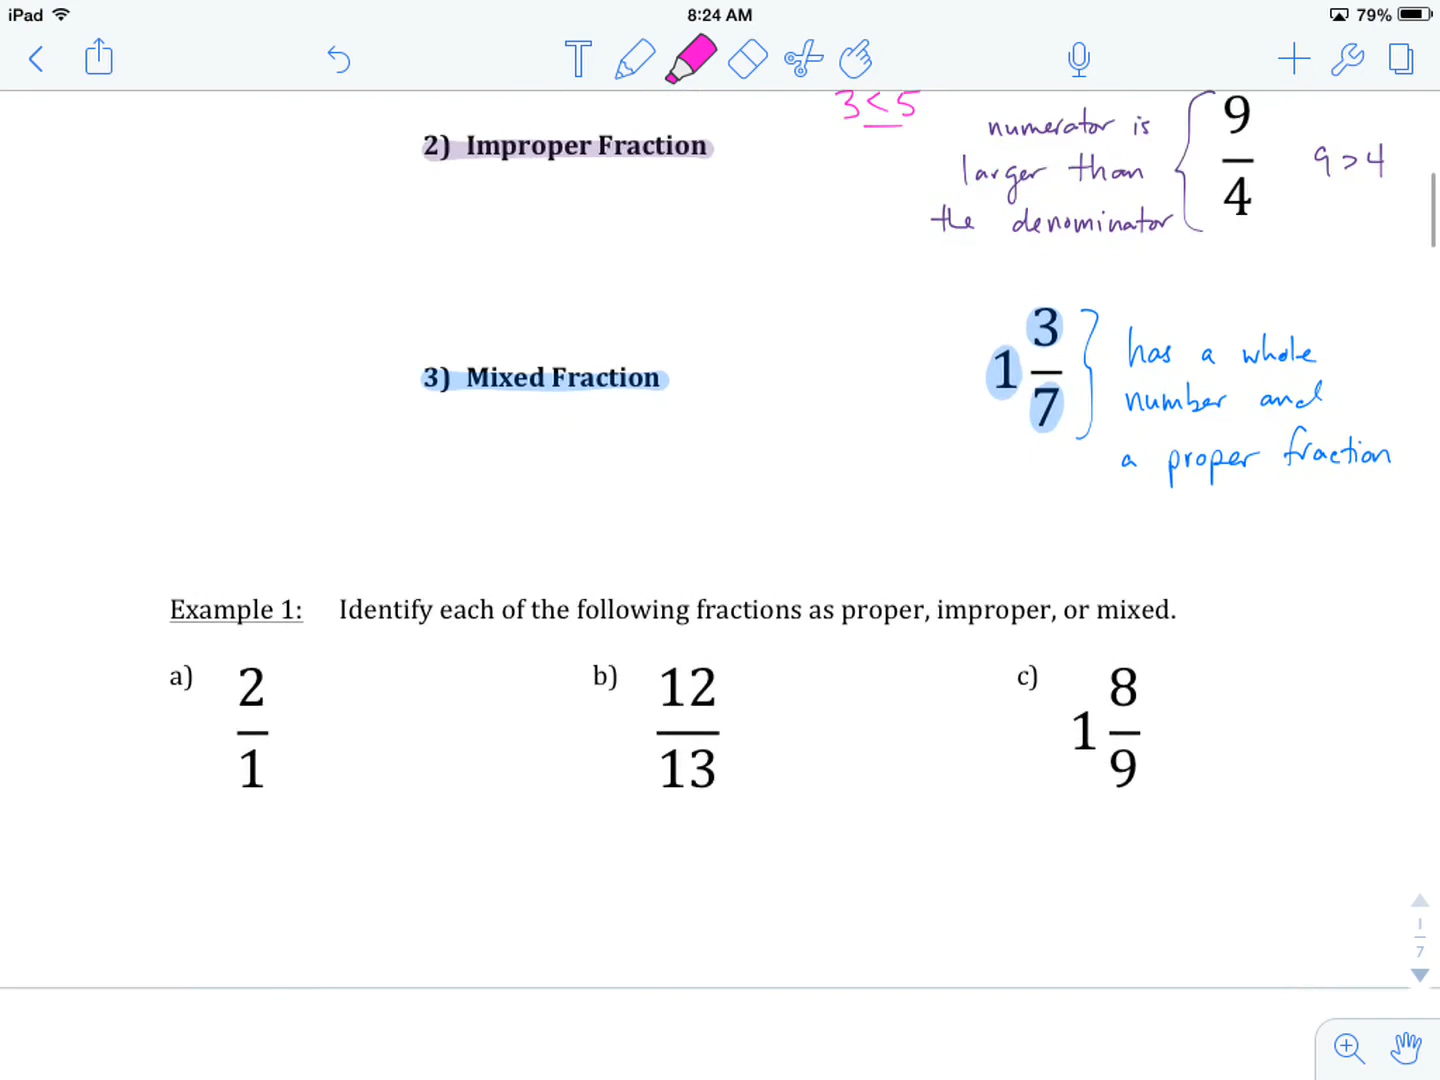 iPad
8:24 AM
79%
T
3 < 5
2) Improper Fraction
numerator is
larger than
the denominator
9
4
9 > 4
3) Mixed Fraction
1 3
7
has a whole
number and
a proper fraction
Example 1: Identify each of the following fractions as proper, improper, or mixed.
a) 2
1
b) 12
13
c) 1 8
9
1
7